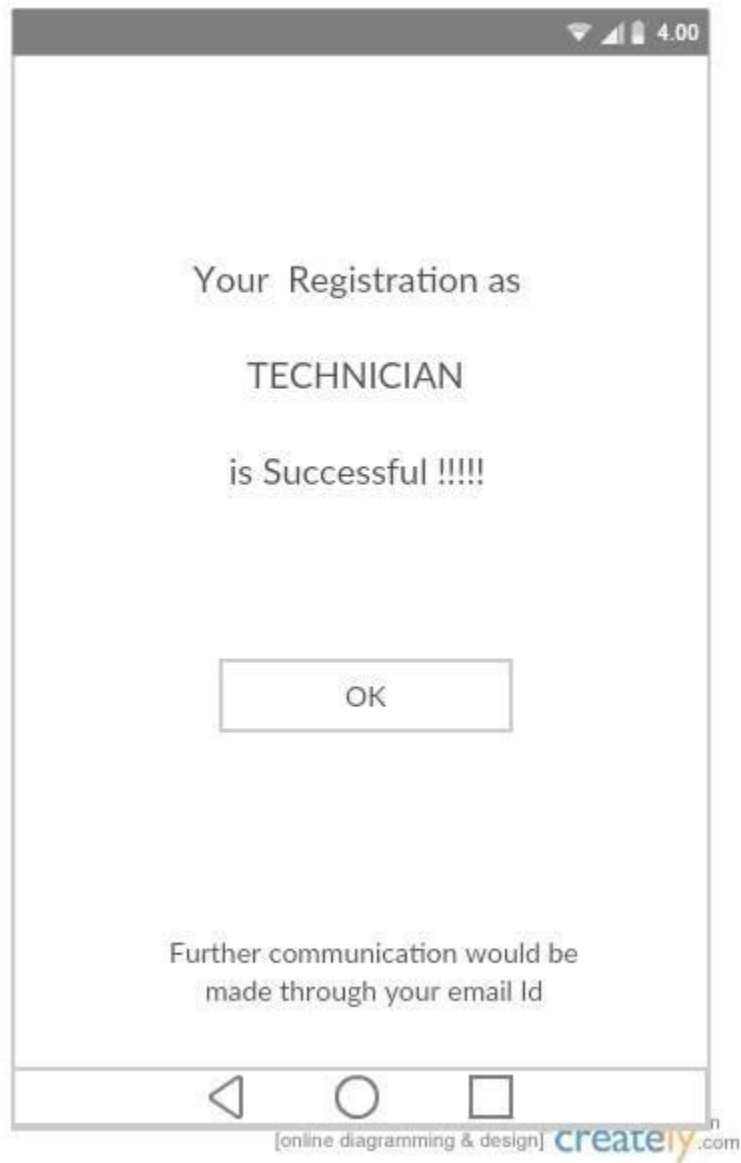 4.00
Your Registration as
TECHNICIAN
is Successful !!!!!
OK
Further communication would be
made through your email Id
n
[online diagramming & design] creately.com